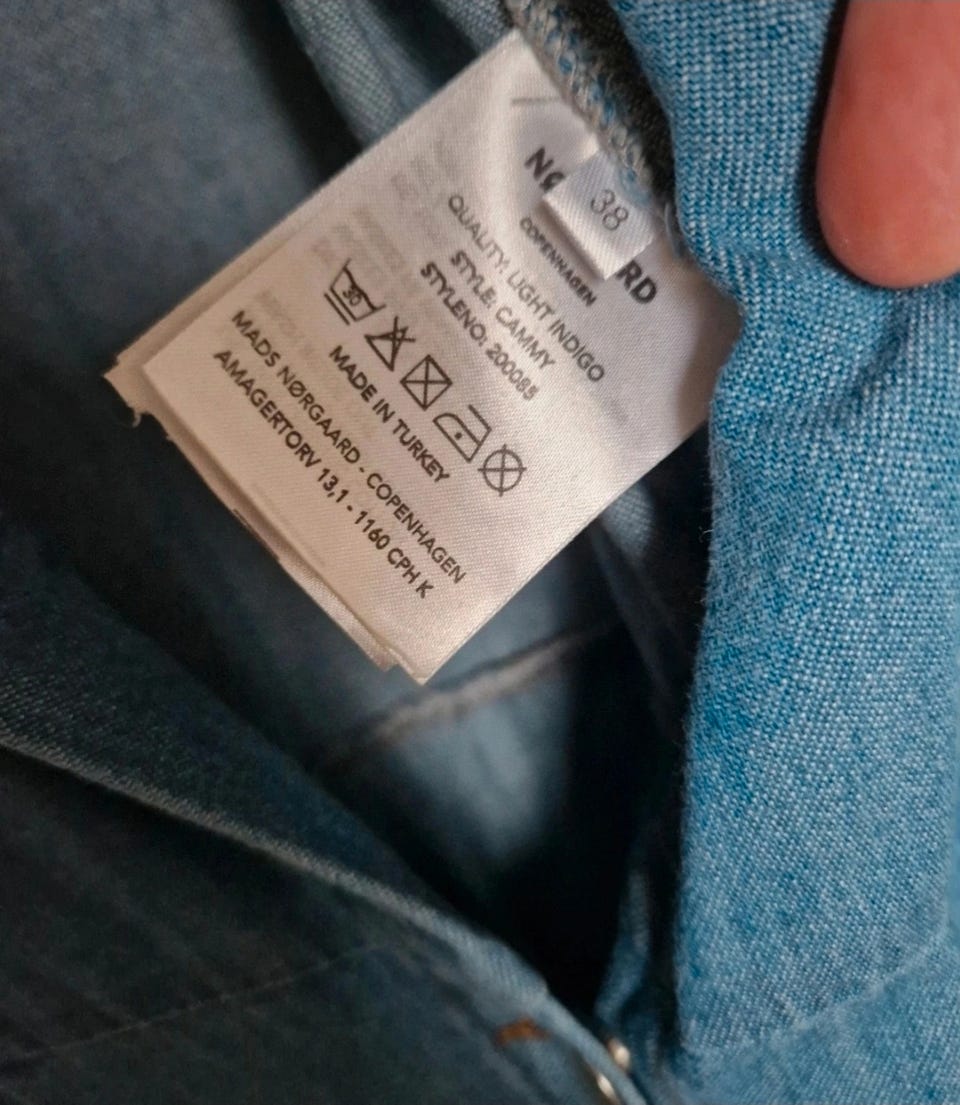 38
COPENHAGEN
QUALITY: LIGHT INDIGO
STYLE: CAMMY
STYLENO: 200085
30
MADE IN TURKEY
MADS NØRGAARD - COPENHAGEN
AMAGERTORV 13,1 - 1160 CPH K